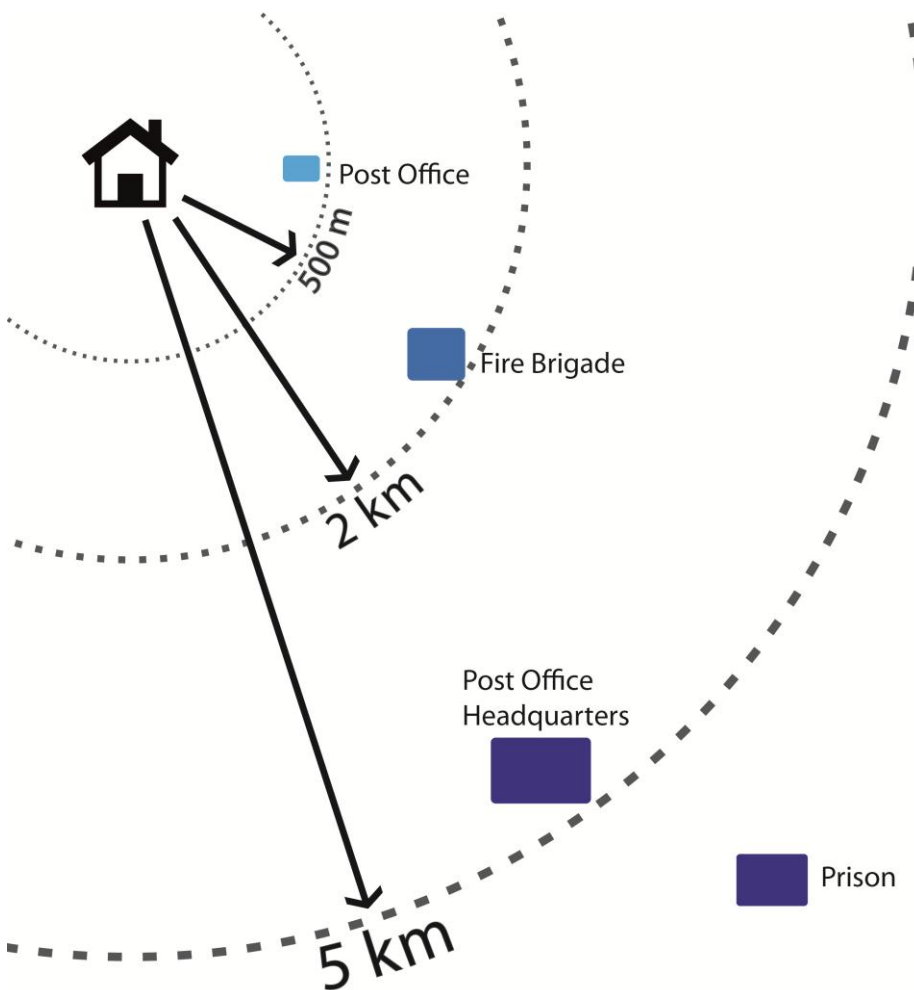 Post Office
500 m
Fire Brigade
2 km
Post Office
Headquarters
Prison
5 km